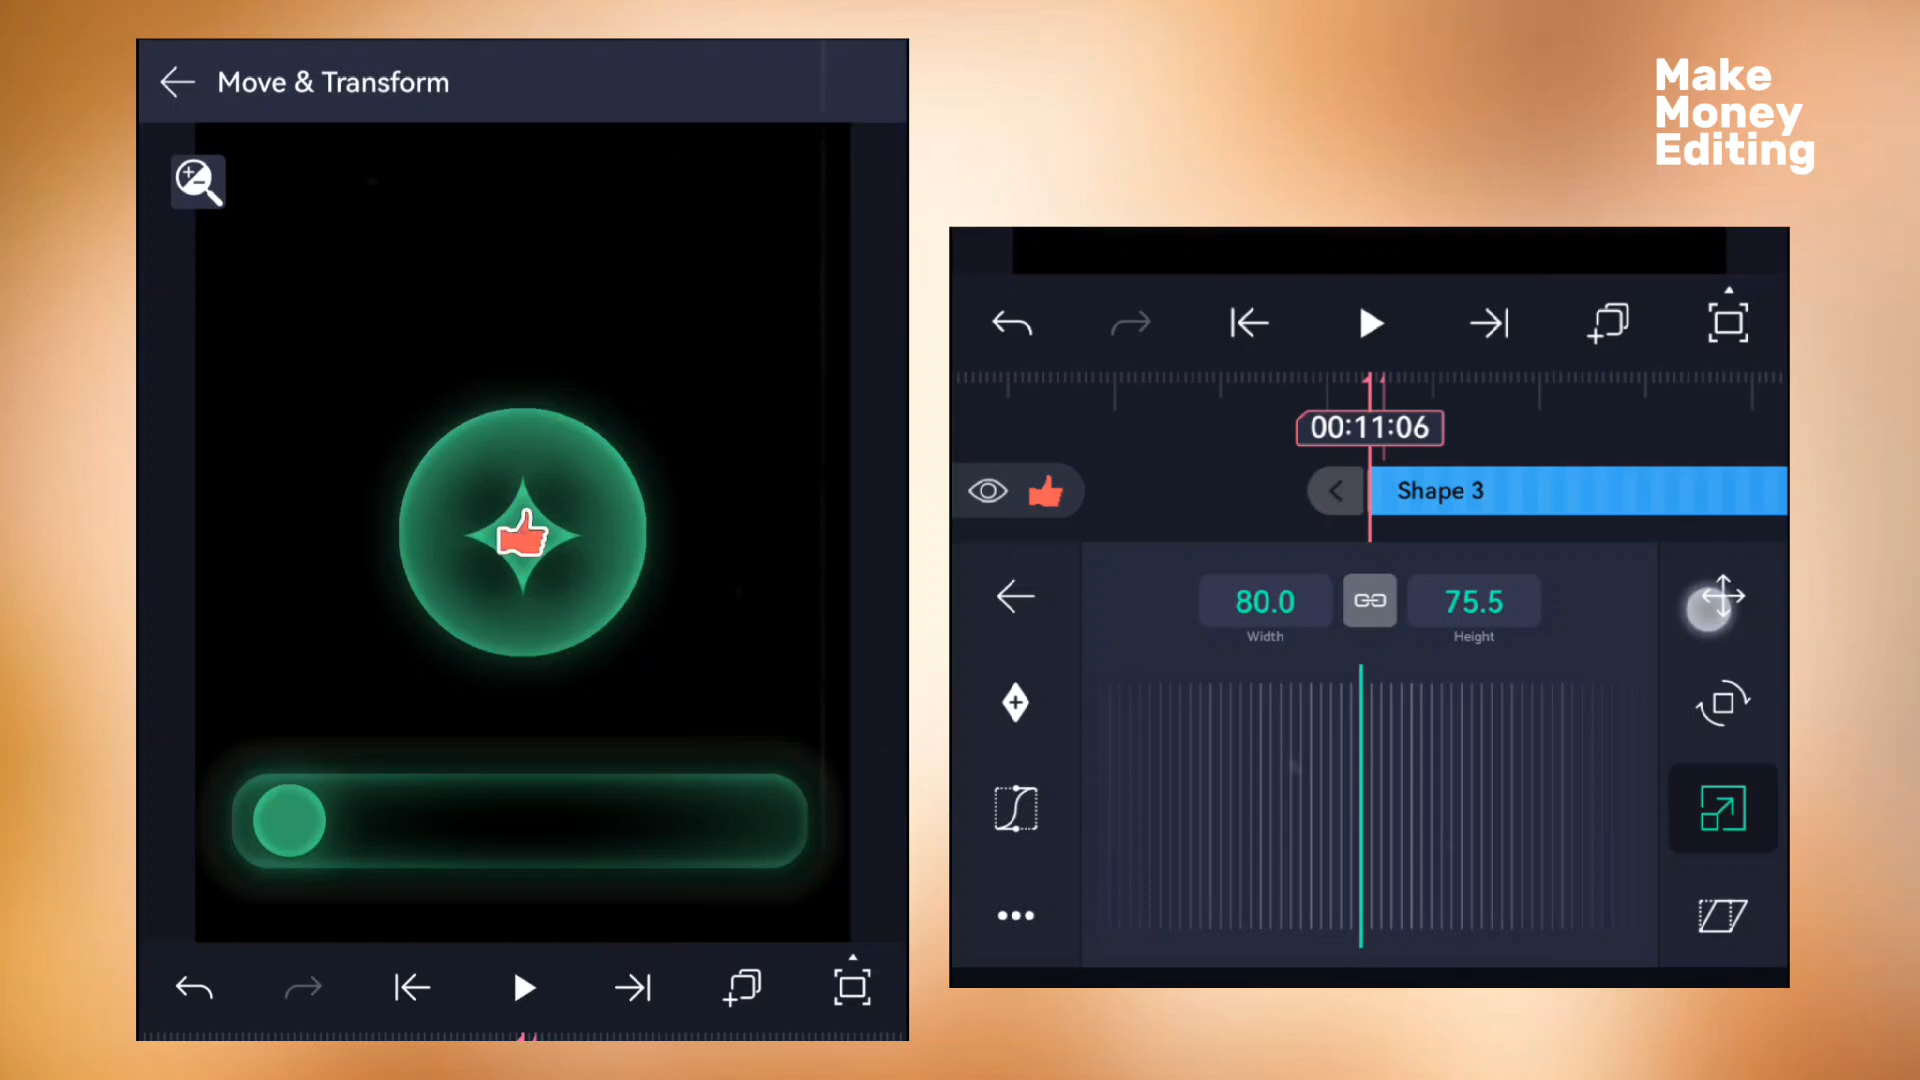 Move & Transform
Make
Money
Editing
00:11:06
Shape 3
80.0
75.5
Width
Height